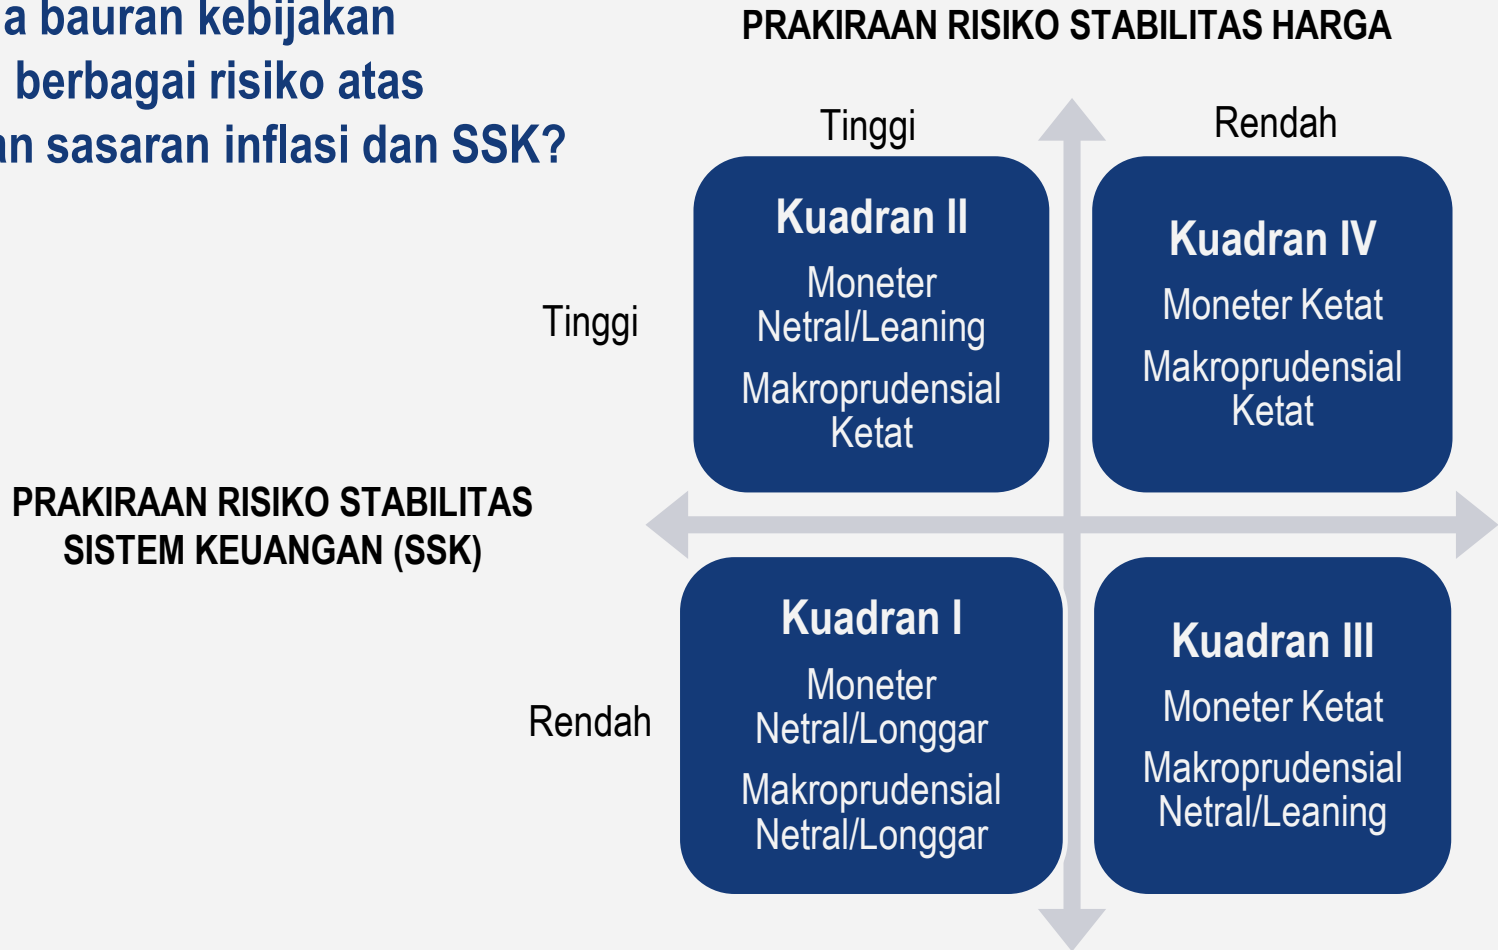 a bauran kebijakan
berbagai risiko atas
an sasaran inflasi dan SSK?
PRAKIRAAN RISIKO STABILITAS HARGA
Tinggi
Rendah
Tinggi
Kuadran II
Moneter
Netral/Leaning
Makroprudensial
Ketat
Kuadran IV
Moneter Ketat
Makroprudensial
Ketat
PRAKIRAAN RISIKO STABILITAS
SISTEM KEUANGAN (SSK)
Rendah
Kuadran I
Moneter
Netral/Longgar
Makroprudensial
Netral/Longgar
Kuadran III
Moneter Ketat
Makroprudensial
Netral/Leaning